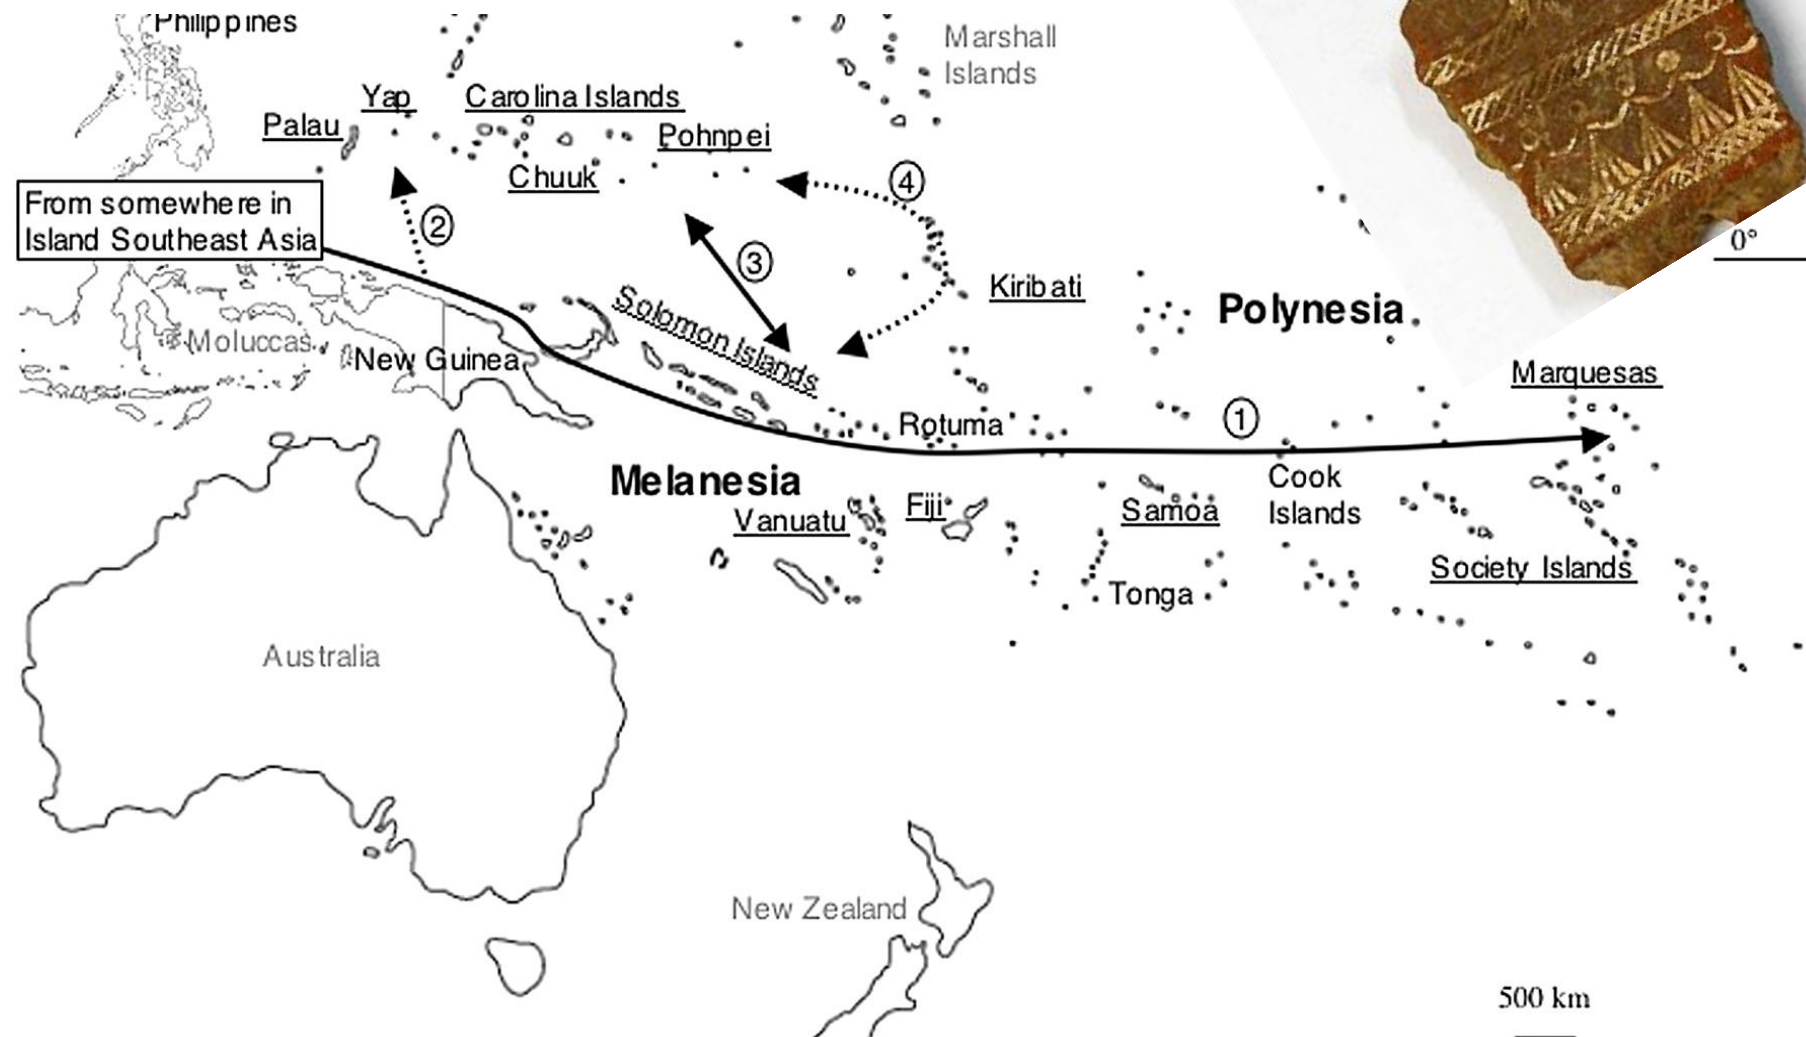 Philippines
Marshall
Islands
Yap
Carolina Islands
Palau
Pohnpei
Chuuk
④
From somewhere in
Island Southeast Asia
②
0°
③
Kiribati
Solomon Islands
Polynesia
Moluccas
New Guinea
Marquesas
①
Rotuma
Melanesia
Cook
Islands
Vanuatu
Fiji
Samoa
Society Islands
Tonga
Australia
New Zealand
500 km